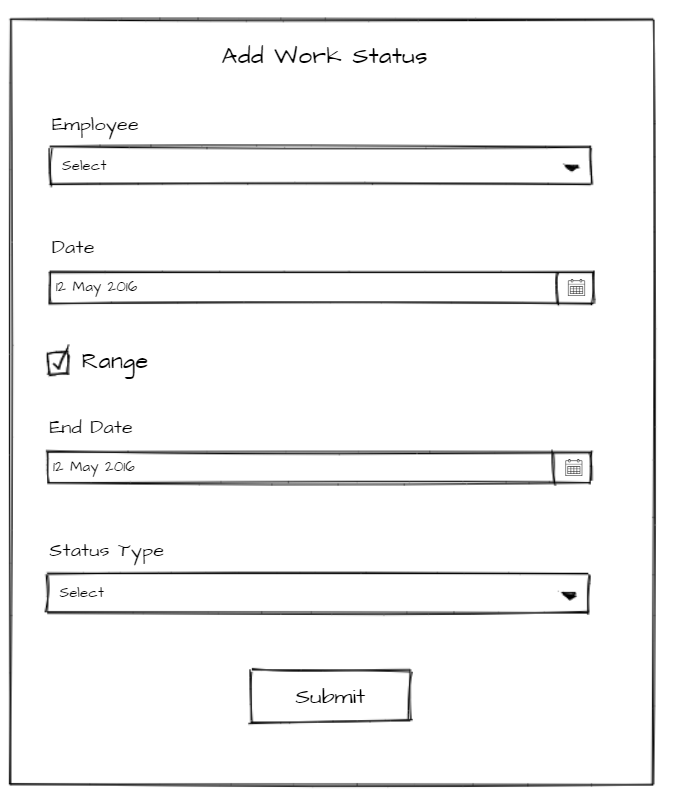 Add Work Status
Employee
Select
Date
12 May 2016
Range
End Date
12 May 2016
Status Type
Select
Submit